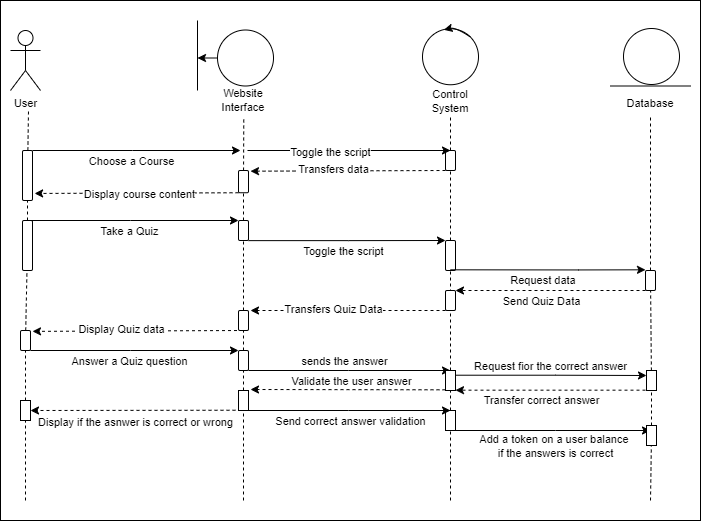 User
Website
Interface
Control
System
Database
Choose a Course
Toggle the script
Transfers data
Display course content
Take a Quiz
Toggle the script
Request data
Send Quiz Data
Transfers Quiz Data
Display Quiz data
Answer a Quiz question
sends the answer
Request fior the correct answer
Validate the user answer
Transfer correct answer
Display if the asnwer is correct or wrong
Send correct answer validation
Add a token on a user balance
if the answers is correct